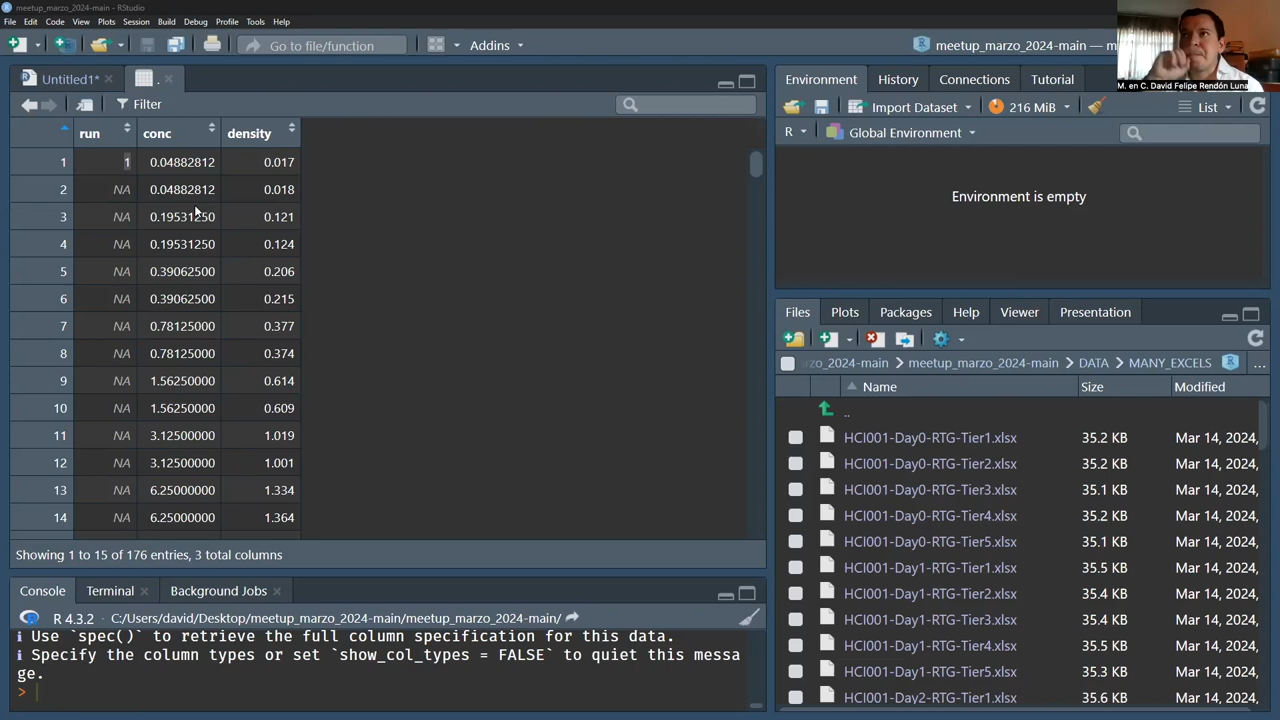 meetup_marzo_2024-main - RStudio
File Edit Code View Plots Session Build Debug Profile Tools Help
Go to file/function
Addins
meetup_marzo_2024-main — m
M. en C. David Felipe Rendón Luna
Untitled1*
.
Filter
run conc density
1 1 0.04882812 0.017
2 NA 0.04882812 0.018
3 NA 0.19531250 0.121
4 NA 0.19531250 0.124
5 NA 0.39062500 0.206
6 NA 0.39062500 0.215
7 NA 0.78125000 0.377
8 NA 0.78125000 0.374
9 NA 1.56250000 0.614
10 NA 1.56250000 0.609
11 NA 3.12500000 1.019
12 NA 3.12500000 1.001
13 NA 6.25000000 1.334
14 NA 6.25000000 1.364
Showing 1 to 15 of 176 entries, 3 total columns
Console Terminal Background Jobs
R 4.3.2 C:/Users/david/Desktop/meetup_marzo_2024-main/meetup_marzo_2024-main/
i Use `spec()` to retrieve the full column specification for this data.
i Specify the column types or set `show_col_types = FALSE` to quiet this messa
ge.
>
Environment History Connections Tutorial
Import Dataset 216 MiB List
R Global Environment
Environment is empty
Files Plots Packages Help Viewer Presentation
arzo_2024-main > meetup_marzo_2024-main > DATA > MANY_EXCELS ...
Name Size Modified
..
HCI001-Day0-RTG-Tier1.xlsx 35.2 KB Mar 14, 2024,
HCI001-Day0-RTG-Tier2.xlsx 35.2 KB Mar 14, 2024,
HCI001-Day0-RTG-Tier3.xlsx 35.1 KB Mar 14, 2024,
HCI001-Day0-RTG-Tier4.xlsx 35.2 KB Mar 14, 2024,
HCI001-Day0-RTG-Tier5.xlsx 35.1 KB Mar 14, 2024,
HCI001-Day1-RTG-Tier1.xlsx 35.5 KB Mar 14, 2024,
HCI001-Day1-RTG-Tier2.xlsx 35.4 KB Mar 14, 2024,
HCI001-Day1-RTG-Tier3.xlsx 35.4 KB Mar 14, 2024,
HCI001-Day1-RTG-Tier4.xlsx 35.5 KB Mar 14, 2024,
HCI001-Day1-RTG-Tier5.xlsx 35.3 KB Mar 14, 2024,
HCI001-Day2-RTG-Tier1.xlsx 35.6 KB Mar 14, 2024,